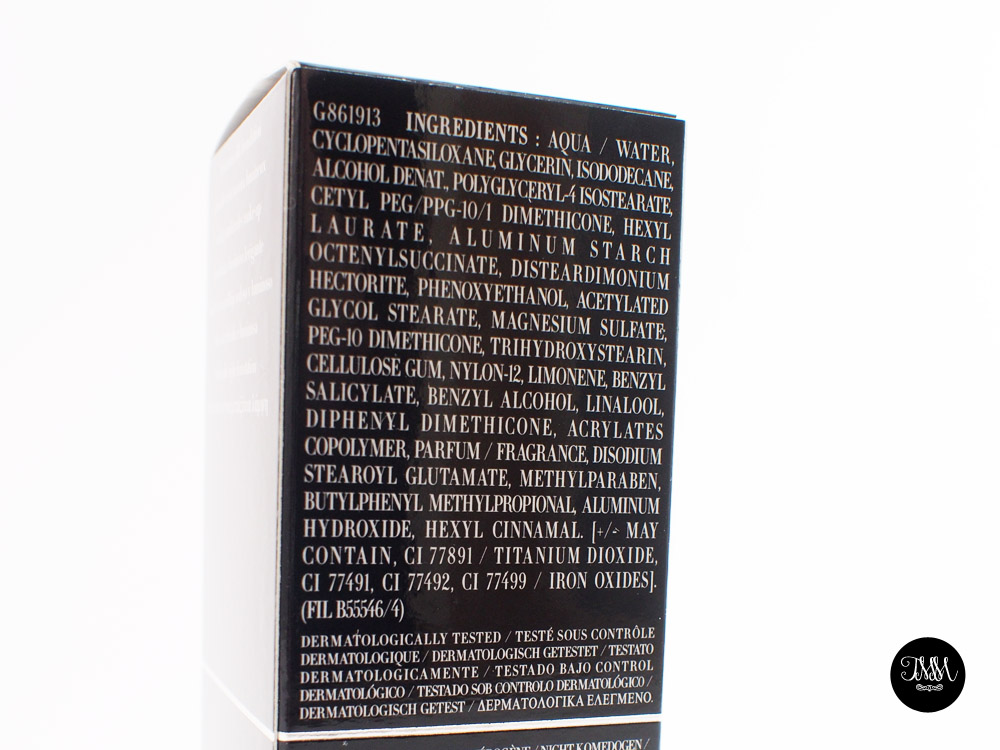 G861913 INGREDIENTS : AQUA / WATER,
CYCLOPENTASILOXANE, GLYCERIN, ISODODECANE,
ALCOHOL DENAT., POLYGLYCERYL-4 ISOSTEARATE,
CETYL PEG/PPG-10/1 DIMETHICONE, HEXYL
LAURATE, ALUMINUM STARCH
OCTENYLSUCCINATE, DISTEARDIMONIUM
HECTORITE, PHENOXYETHANOL, ACETYLATED
GLYCOL STEARATE, MAGNESIUM SULFATE,
PEG-10 DIMETHICONE, TRIHYDROXYSTEARIN,
CELLULOSE GUM, NYLON-12, LIMONENE, BENZYL
SALICYLATE, BENZYL ALCOHOL, LINALOOL,
DIPHENYL DIMETHICONE, ACRYLATES
COPOLYMER, PARFUM / FRAGRANCE, DISODIUM
STEAROYL GLUTAMATE, METHYLPARABEN,
BUTYLPHENYL METHYLPROPIONAL, ALUMINUM
HYDROXIDE, HEXYL CINNAMAL. [+/- MAY
CONTAIN, CI 77891 / TITANIUM DIOXIDE,
CI 77491, CI 77492, CI 77499 / IRON OXIDES].
(FIL B55546/4)
DERMATOLOGICALLY TESTED / TESTÉ SOUS CONTRÔLE
DERMATOLOGIQUE / DERMATOLOGISCH GETESTET / TESTATO
DERMATOLOGICAMENTE / TESTADO BAJO CONTROL
DERMATOLÓGICO / TESTADO SOB CONTROLO DERMATOLÓGICO /
DERMATOLOGISCH GETEST / ΔΕΡΜΑΤΟΛΟΓΙΚΑ ΕΛΕΓΜΕΝΟ.
/ NICHT KOMEDOGEN /